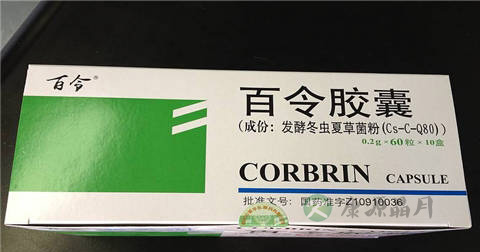 百令®
百令胶囊
(成份：发酵冬虫夏草菌粉(Cs-C-Q80))
0.2g×60粒×10盒
CORBRIN CAPSULE
批准文号：国药准字Z10910036
康源晶月